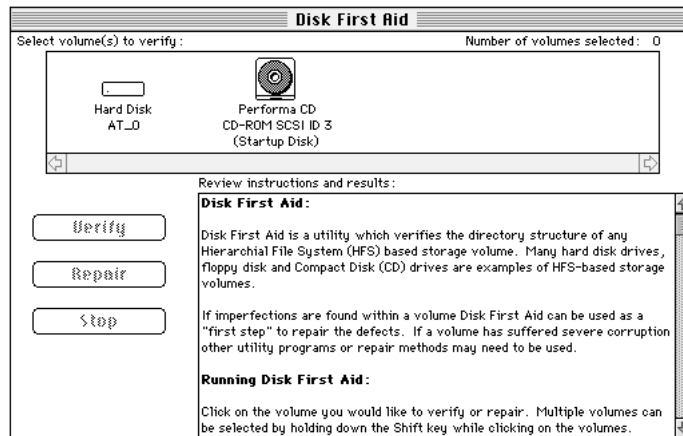 Disk First Aid
Select volume(s) to verify:
Number of volumes selected: 0
Hard Disk
AT_0
Performa CD
CD-ROM SCSI ID 3
(Startup Disk)
Review instructions and results:
Verify
Repair
Stop
Disk First Aid:
Disk First Aid is a utility which verifies the directory structure of any
Hierarchial File System (HFS) based storage volume. Many hard disk drives,
floppy disk and Compact Disk (CD) drives are examples of HFS-based storage
volumes.
If imperfections are found within a volume Disk First Aid can be used as a
"first step" to repair the defects. If a volume has suffered severe corruption
other utility programs or repair methods may need to be used.
Running Disk First Aid:
Click on the volume you would like to verify or repair. Multiple volumes can
be selected by holding down the Shift key while clicking on the volumes.